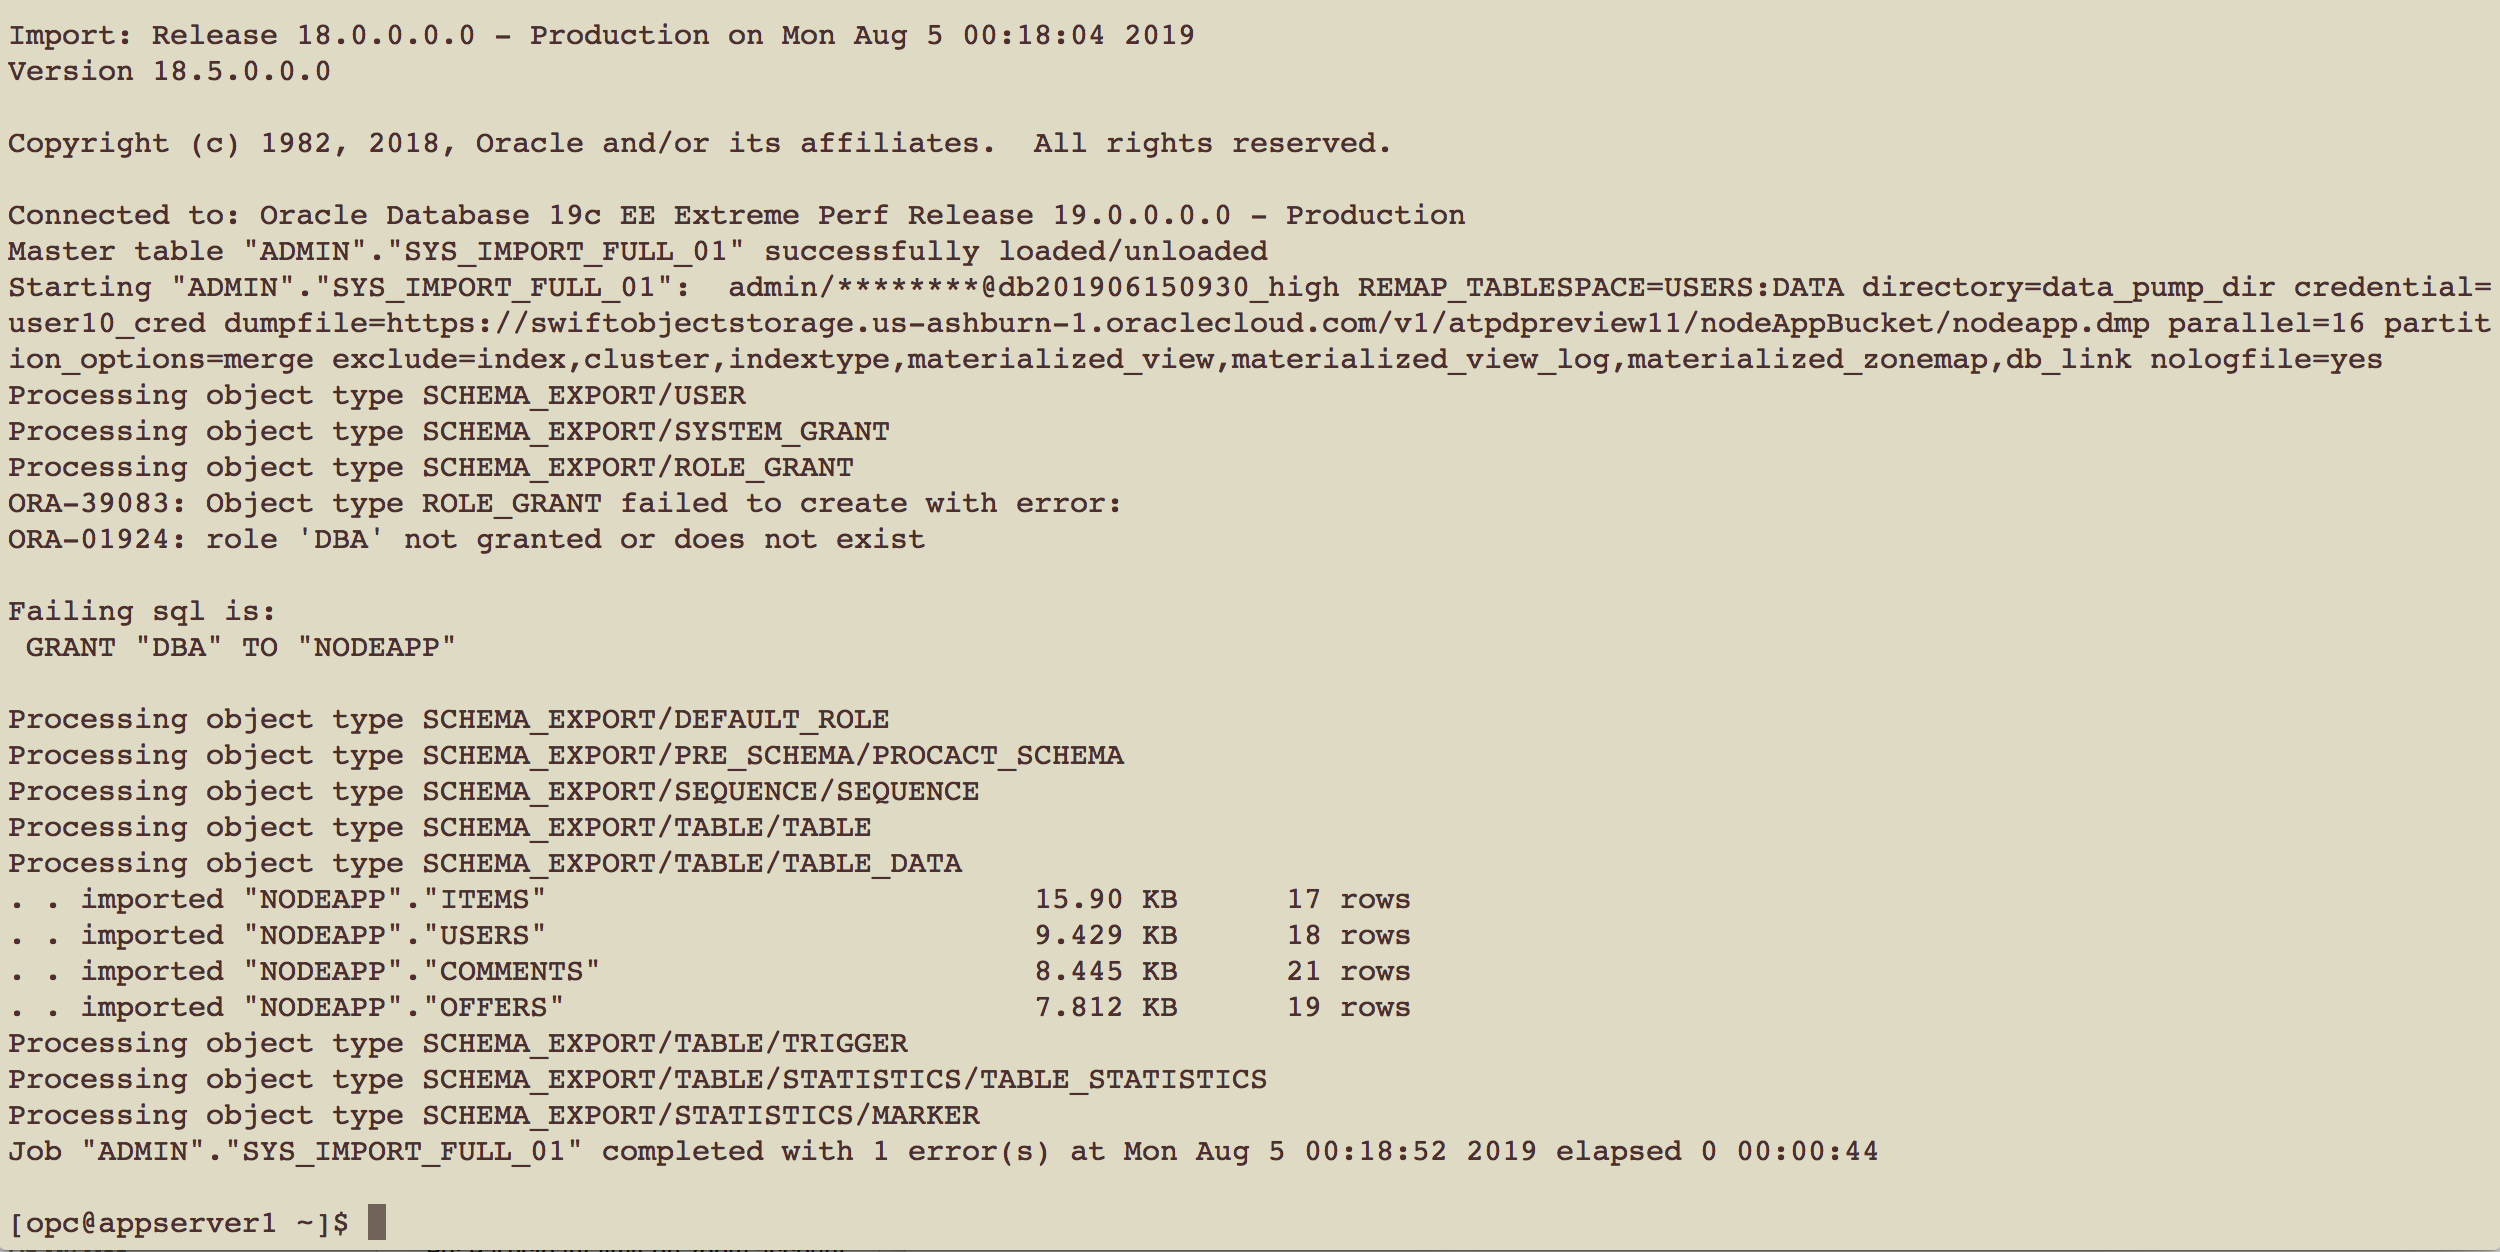 Import: Release 18.0.0.0.0 - Production on Mon Aug 5 00:18:04 2019
Version 18.5.0.0.0
Copyright (c) 1982, 2018, Oracle and/or its affiliates.  All rights reserved.
Connected to: Oracle Database 19c EE Extreme Perf Release 19.0.0.0.0 - Production
Master table "ADMIN"."SYS_IMPORT_FULL_01" successfully loaded/unloaded
Starting "ADMIN"."SYS_IMPORT_FULL_01":  admin/********@db201906150930_high REMAP_TABLESPACE=USERS:DATA directory=data_pump_dir credential=
user10_cred dumpfile=https://swiftobjectstorage.us-ashburn-1.oraclecloud.com/v1/atpdpreview11/nodeAppBucket/nodeapp.dmp parallel=16 partit
ion_options=merge exclude=index,cluster,indextype,materialized_view,materialized_view_log,materialized_zonemap,db_link nologfile=yes
Processing object type SCHEMA_EXPORT/USER
Processing object type SCHEMA_EXPORT/SYSTEM_GRANT
Processing object type SCHEMA_EXPORT/ROLE_GRANT
ORA-39083: Object type ROLE_GRANT failed to create with error:
ORA-01924: role 'DBA' not granted or does not exist
Failing sql is:
 GRANT "DBA" TO "NODEAPP"
Processing object type SCHEMA_EXPORT/DEFAULT_ROLE
Processing object type SCHEMA_EXPORT/PRE_SCHEMA/PROCACT_SCHEMA
Processing object type SCHEMA_EXPORT/SEQUENCE/SEQUENCE
Processing object type SCHEMA_EXPORT/TABLE/TABLE
Processing object type SCHEMA_EXPORT/TABLE/TABLE_DATA
. . imported "NODEAPP"."ITEMS"                           15.90 KB      17 rows
. . imported "NODEAPP"."USERS"                           9.429 KB      18 rows
. . imported "NODEAPP"."COMMENTS"                        8.445 KB      21 rows
. . imported "NODEAPP"."OFFERS"                          7.812 KB      19 rows
Processing object type SCHEMA_EXPORT/TABLE/TRIGGER
Processing object type SCHEMA_EXPORT/TABLE/STATISTICS/TABLE_STATISTICS
Processing object type SCHEMA_EXPORT/STATISTICS/MARKER
Job "ADMIN"."SYS_IMPORT_FULL_01" completed with 1 error(s) at Mon Aug 5 00:18:52 2019 elapsed 0 00:00:44
[opc@appserver1 ~]$